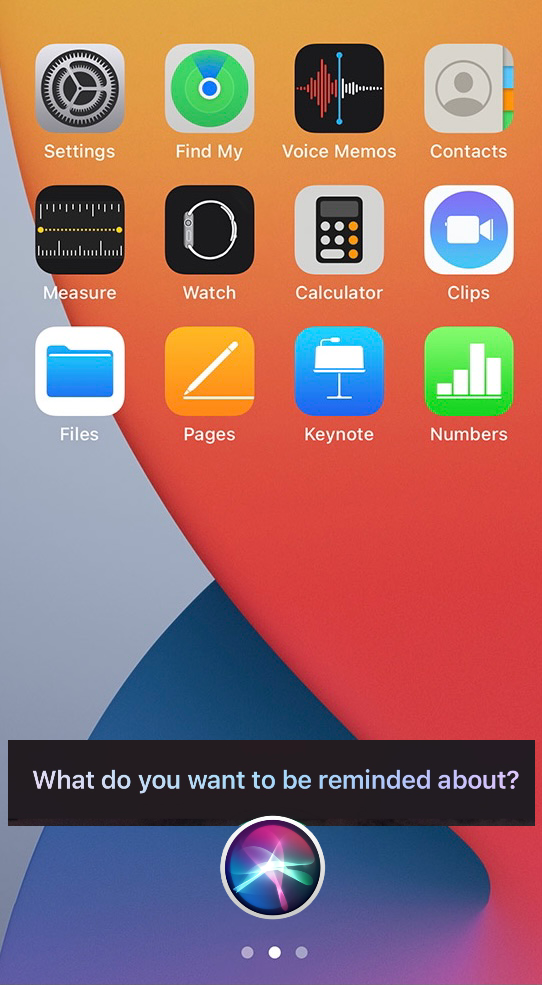 Settings Find My Voice Memos Contacts
Measure Watch Calculator Clips
Files Pages Keynote Numbers
What do you want to be reminded about?